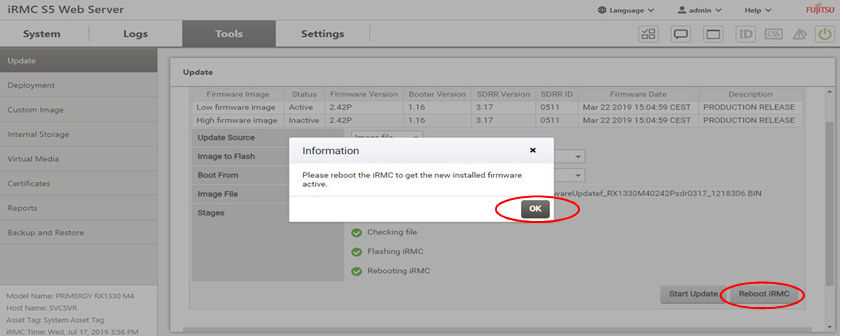 iRMC S5 Web Server
Language
admin
Help
FUJITSU
System
Logs
Tools
Settings
ID
CSS
Update
Deployment
Custom Image
Internal Storage
Virtual Media
Certificates
Reports
Backup and Restore
Model Name: PRIMERGY RX1330 M4
Host Name: SVCSVR
Asset Tag: System Asset Tag
iRMC Time: Wed, Jul 17, 2019 3:56 PM
Update
Firmware Image Status Firmware Version Booter Version SDRR Version SDRR ID Firmware Date Description
Low firmware image Active 2.42P 1.16 3.17 0511 Mar 22 2019 15:04:59 CEST PRODUCTION RELEASE
High firmware image Inactive 2.42P 1.16 3.17 0511 Mar 22 2019 15:04:59 CEST PRODUCTION RELEASE
Update Source
Image to Flash
Boot From
Image File wareUpdatef_RX1330M40242Psdr0317_1218306.BIN
Stages
Information
Please reboot the iRMC to get the new installed firmware
active.
OK
Checking file
Flashing iRMC
Rebooting iRMC
Start Update
Reboot iRMC